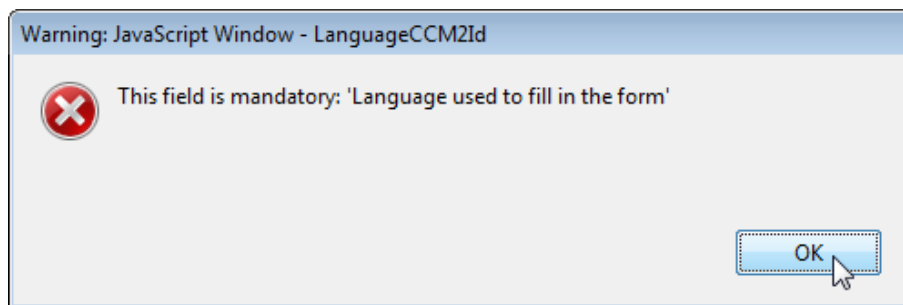 Warning: JavaScript Window - LanguageCCM2Id
This field is mandatory: 'Language used to fill in the form'
OK